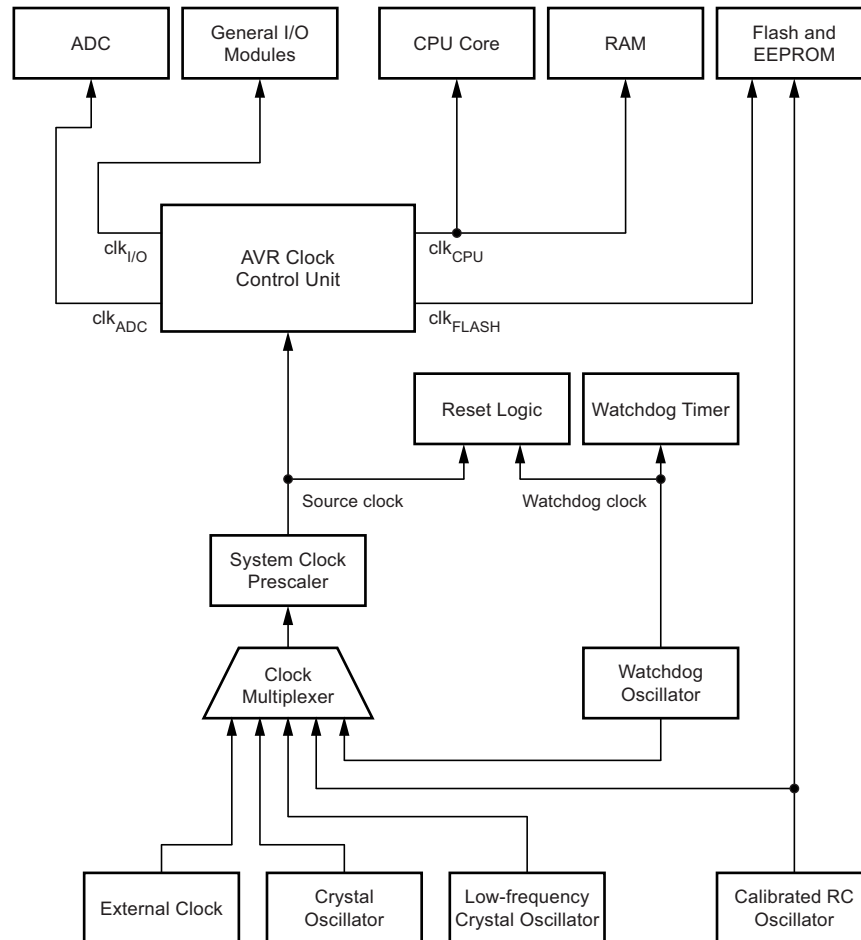 ADC
General I/O
Modules
CPU Core
RAM
Flash and
EEPROM
clkI/O
AVR Clock
Control Unit
clkCPU
clkADC
clkFLASH
Reset Logic
Watchdog Timer
Source clock
Watchdog clock
System Clock
Prescaler
Clock
Multiplexer
Watchdog
Oscillator
External Clock
Crystal
Oscillator
Low-frequency
Crystal Oscillator
Calibrated RC
Oscillator